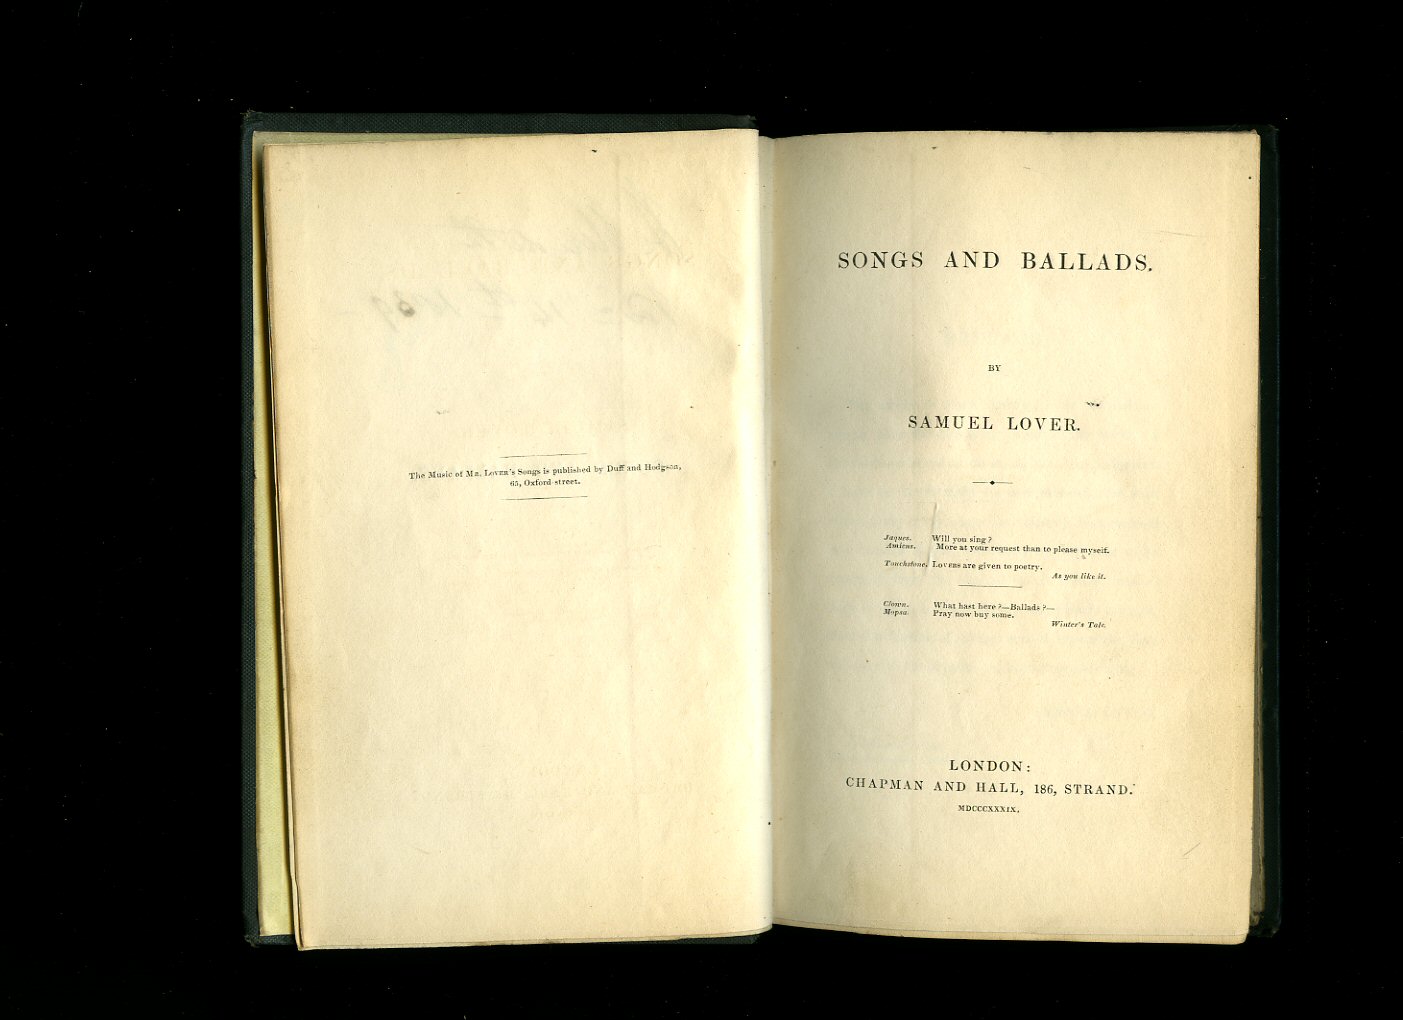 The Music of Mr. Lover's Songs is published by Duff and Hodgson,
65, Oxford-street.
SONGS AND BALLADS.
BY
SAMUEL LOVER.
Jaques. Will you sing?
Amiens. More at your request than to please myself.
Touchstone. Lovers are given to poetry.
As you like it.
Clown. What hast here?—Ballads?—
Mopsa. Pray now buy some.
Winter's Tale.
LONDON:
CHAPMAN AND HALL, 186, STRAND.
MDCCCXXXIX.